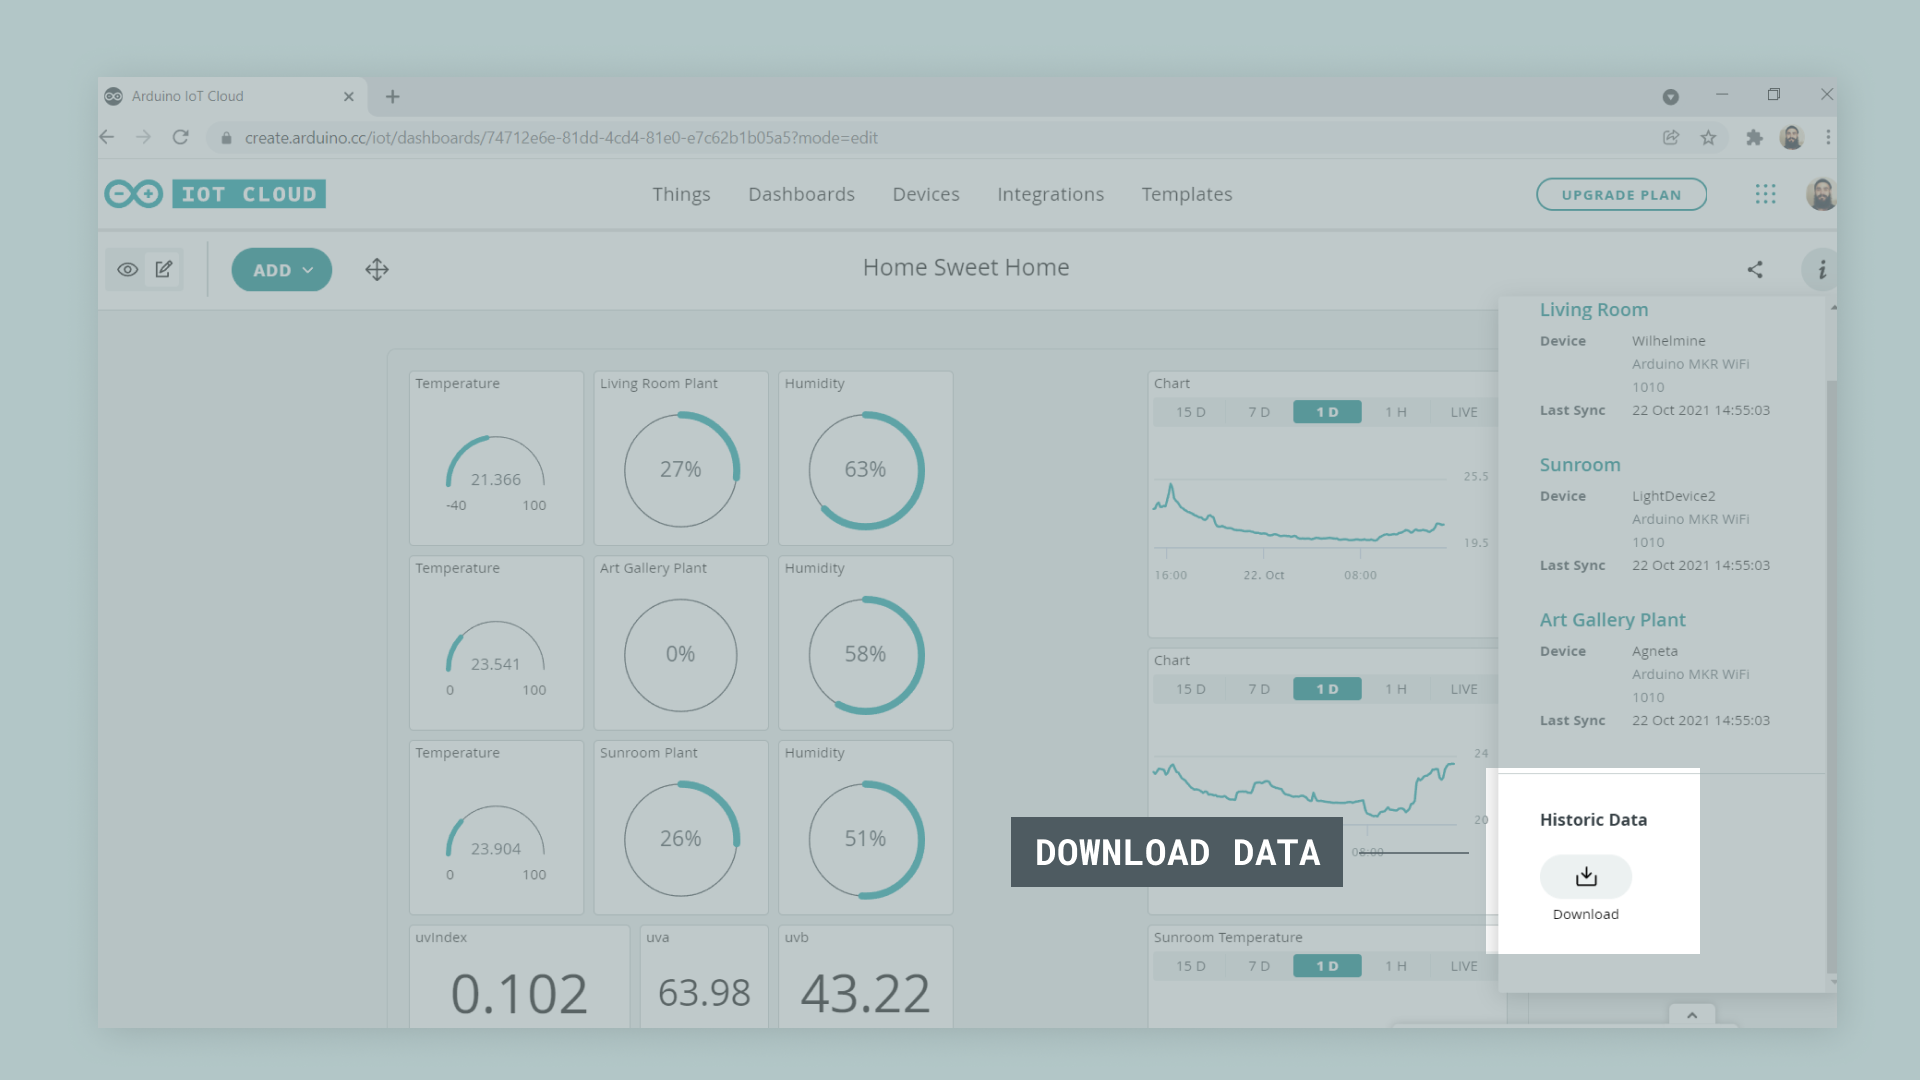 Arduino IoT Cloud
create.arduino.cc/iot/dashboards/74712e6e-81dd-4cd4-81e0-e7c62b1b05a5?mode=edit
IOT CLOUD
Things Dashboards Devices Integrations Templates
UPGRADE PLAN
ADD
Home Sweet Home
Temperature
21.366
-40 100
Living Room Plant
27%
Humidity
63%
Temperature
23.541
0 100
Art Gallery Plant
0%
Humidity
58%
Temperature
23.904
0 100
Sunroom Plant
26%
Humidity
51%
uvIndex
0.102
uva
63.98
uvb
43.22
Chart
15 D 7 D 1 D 1 H LIVE
25.5
19.5
16:00 22. Oct 08:00
Chart
15 D 7 D 1 D 1 H LIVE
24
20
08:00
DOWNLOAD DATA
Sunroom Temperature
15 D 7 D 1 D 1 H LIVE
Living Room
Device Wilhelmine
Arduino MKR WiFi
1010
Last Sync 22 Oct 2021 14:55:03
Sunroom
Device LightDevice2
Arduino MKR WiFi
1010
Last Sync 22 Oct 2021 14:55:03
Art Gallery Plant
Device Agneta
Arduino MKR WiFi
1010
Last Sync 22 Oct 2021 14:55:03
Historic Data
Download